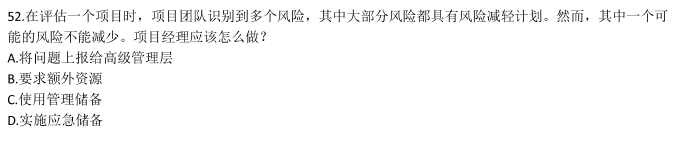 52.在评估一个项目时，项目团队识别到多个风险，其中大部分风险都具有风险减轻计划。然而，其中一个可
能的风险不能减少。项目经理应该怎么做？
A.将问题上报给高级管理层
B.要求额外资源
C.使用管理储备
D.实施应急储备